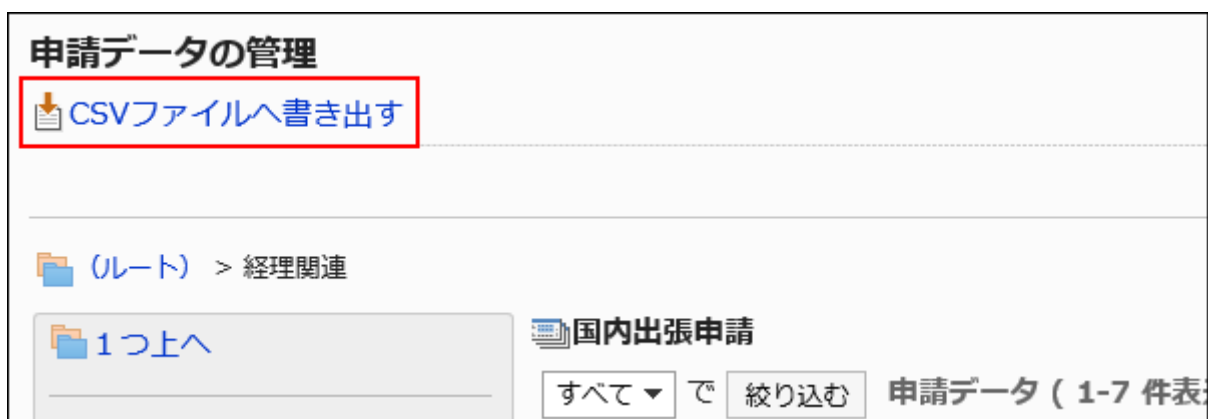 申請データの管理
CSVファイルへ書き出す
(ルート) > 経理関連
1つ上へ
国内出張申請
すべて▼ で 絞り込む 申請データ ( 1-7 件表